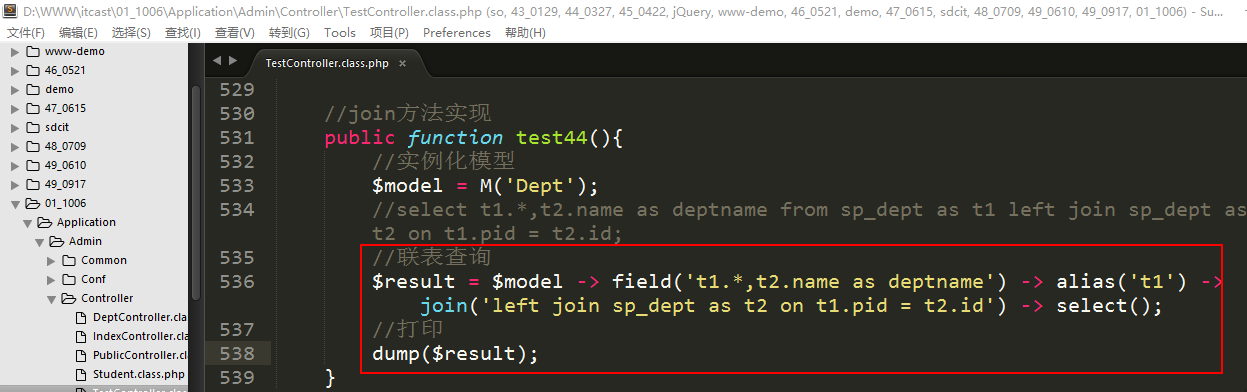 D:\WWW\itcast\01_1006\Application\Admin\Controller\TestController.class.php (so, 43_0129, 44_0327, 45_0422, jQuery, www-demo, 46_0521, demo, 47_0615, sdcit, 48_0709, 49_0610, 49_0917, 01_1006) - Su...
文件(F) 编辑(E) 选择(S) 查找(I) 查看(V) 转到(G) Tools 项目(P) Preferences 帮助(H)
www-demo
46_0521
demo
47_0615
sdcit
48_0709
49_0610
49_0917
01_1006
Application
Admin
Common
Conf
Controller
DeptController.cla
IndexController.cl
PublicController.cl
Student.class.php
TestController.class.php ×
529
530 //join方法实现
531 public function test44(){
532 //实例化模型
533 $model = M('Dept');
534 //select t1.*,t2.name as deptname from sp_dept as t1 left join sp_dept as
t2 on t1.pid = t2.id;
535 //联表查询
536 $result = $model -> field('t1.*,t2.name as deptname') -> alias('t1') ->
join('left join sp_dept as t2 on t1.pid = t2.id') -> select();
537 //打印
538 dump($result);
539 }